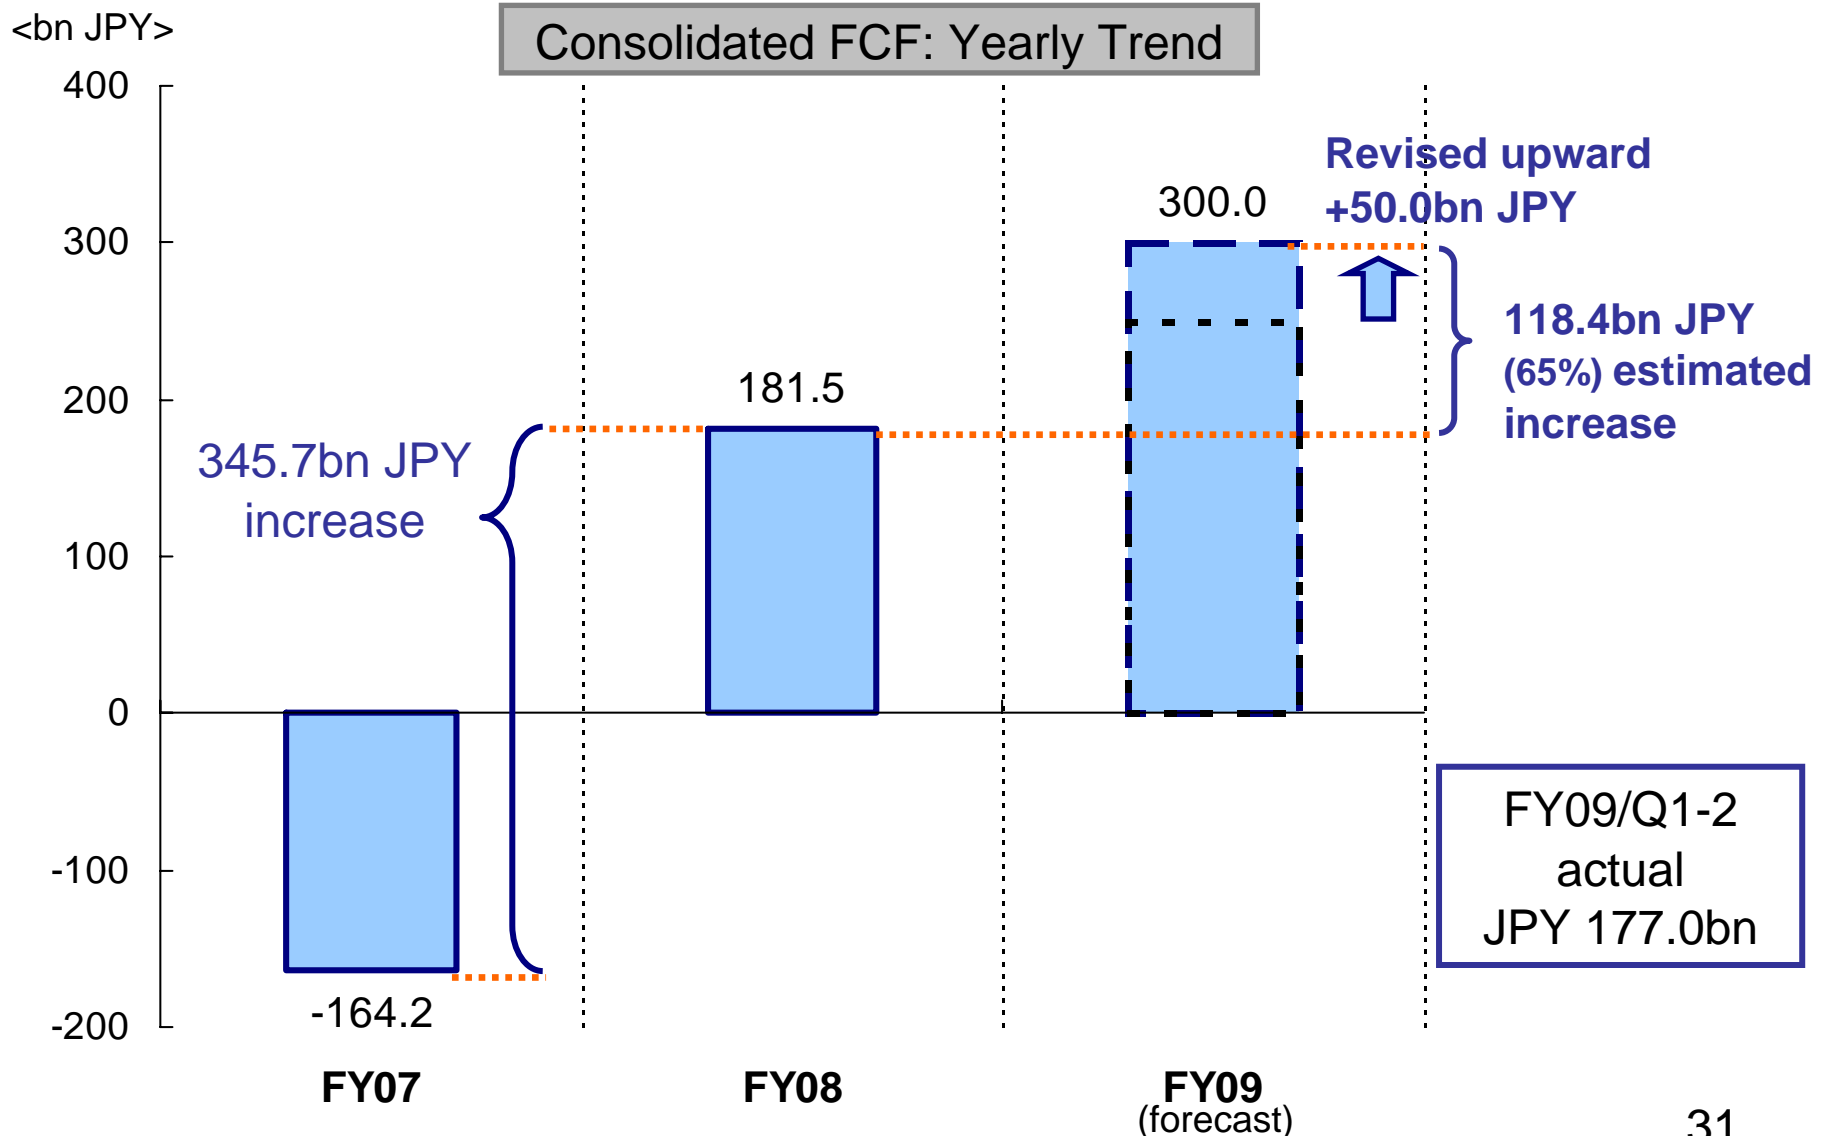 <bn JPY>
Consolidated FCF: Yearly Trend
400
300
200
100
0
-100
-200
345.7bn JPY
increase
-164.2
181.5
300.0
Revised upward
+50.0bn JPY
118.4bn JPY
(65%) estimated
increase
FY09/Q1-2
actual
JPY 177.0bn
FY07
FY08
FY09
(forecast)
31